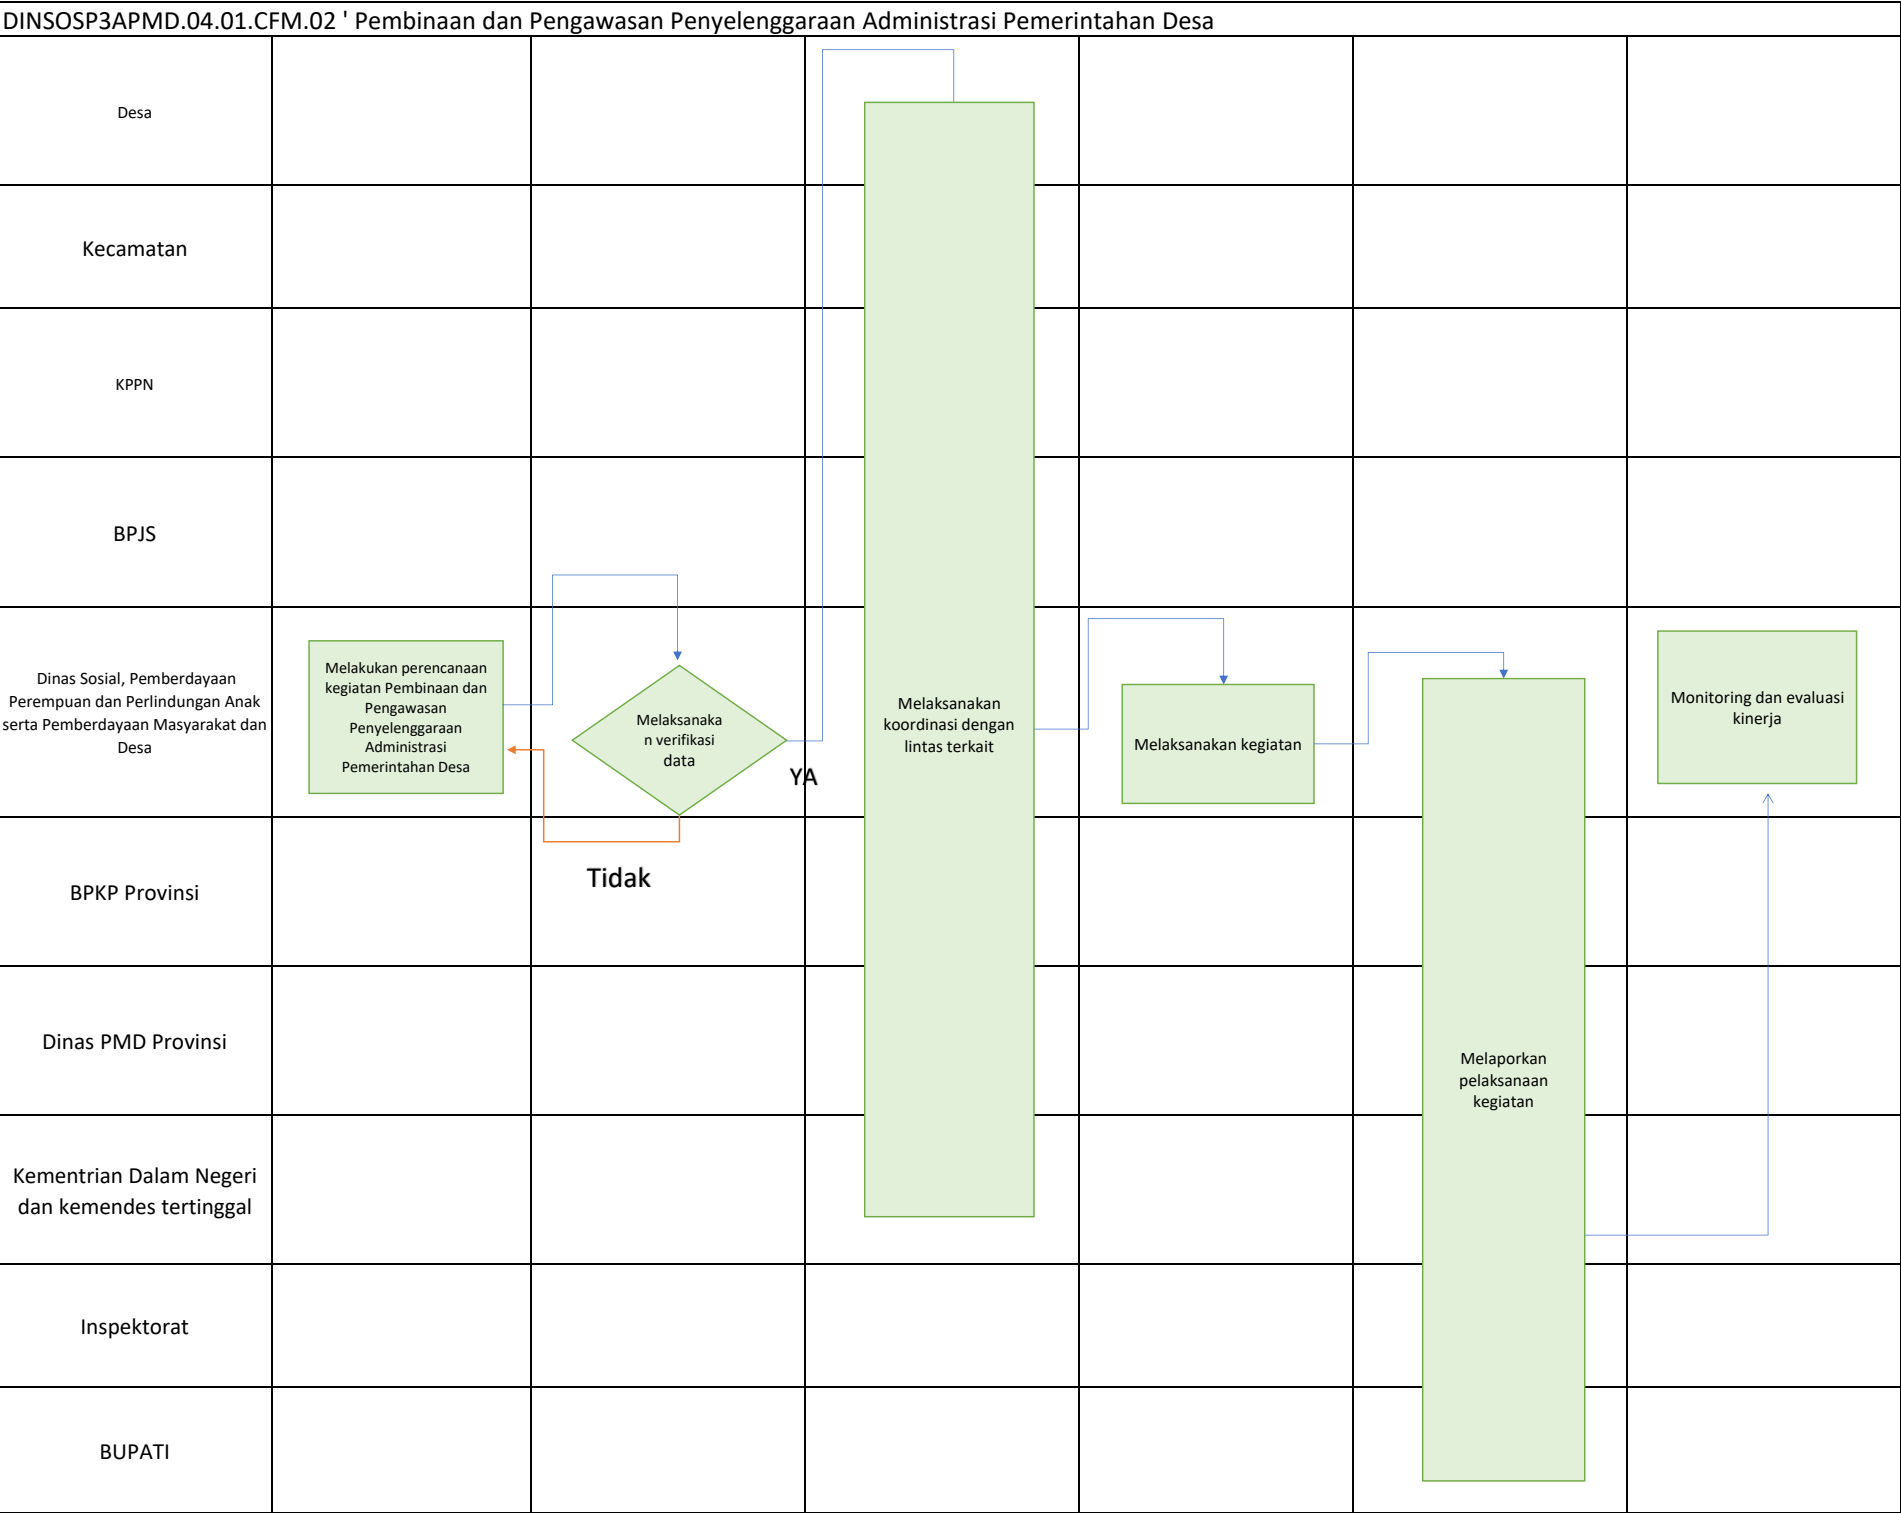 DINSOSP3APMD.04.01.CFM.02 ' Pembinaan dan Pengawasan Penyelenggaraan Administrasi Pemerintahan Desa
Desa
Kecamatan
KPPN
BPJS
Dinas Sosial, Pemberdayaan
Perempuan dan Perlindungan Anak
serta Pemberdayaan Masyarakat dan
Desa
Melakukan perencanaan
kegiatan Pembinaan dan
Pengawasan
Penyelenggaraan
Administrasi
Pemerintahan Desa
Melaksanaka
n verifikasi
data
YA
Tidak
Melaksanakan
koordinasi dengan
lintas terkait
Melaksanakan kegiatan
Monitoring dan evaluasi
kinerja
BPKP Provinsi
Dinas PMD Provinsi
Melaporkan
pelaksanaan
kegiatan
Kementrian Dalam Negeri
dan kemendes tertinggal
Inspektorat
BUPATI